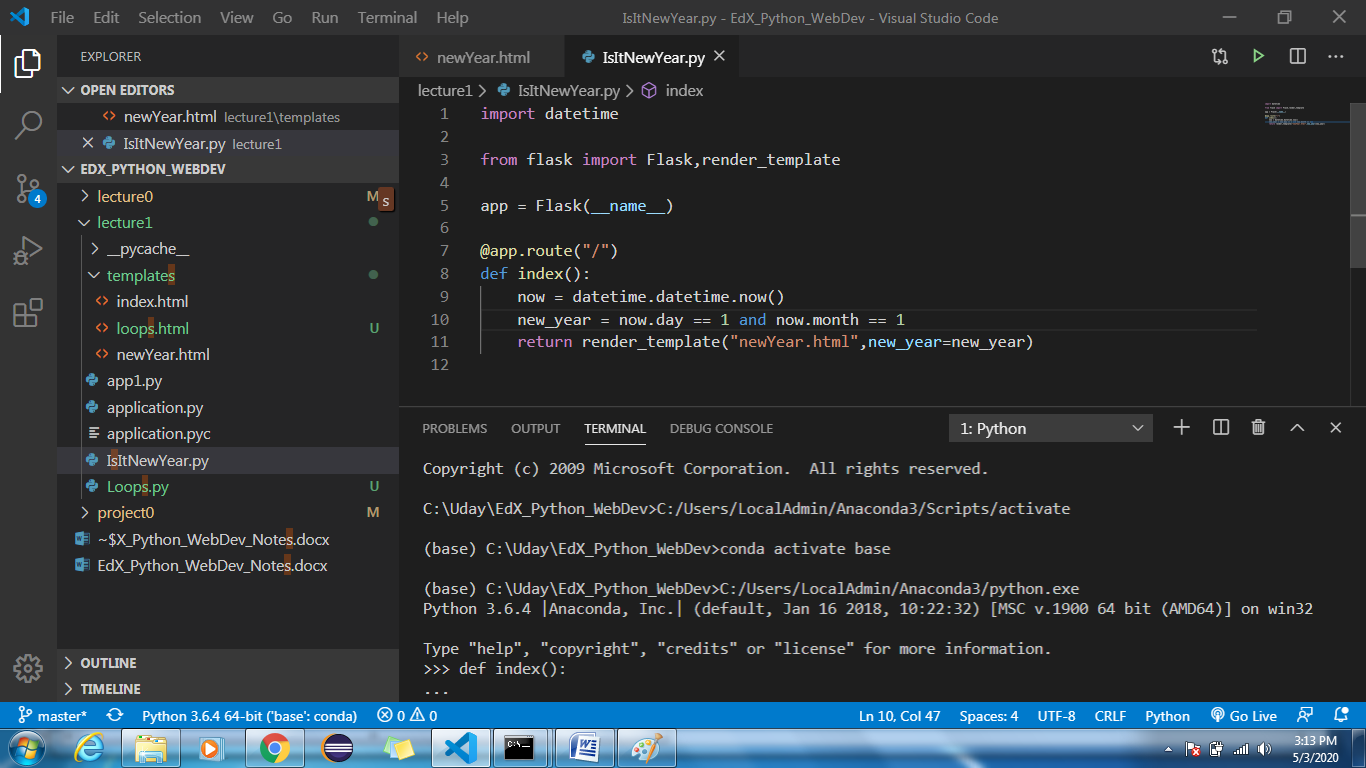 File Edit Selection View Go Run Terminal Help
IsItNewYear.py - EdX_Python_WebDev - Visual Studio Code
EXPLORER
OPEN EDITORS
newYear.html lecture1\templates
IsItNewYear.py lecture1
EDX_PYTHON_WEBDEV
lecture0 M
s
lecture1
__pycache__
templates
index.html
loops.html U
newYear.html
app1.py
application.py
application.pyc
IsItNewYear.py
Loops.py U
project0 M
~$X_Python_WebDev_Notes.docx
EdX_Python_WebDev_Notes.docx
OUTLINE
TIMELINE
4
newYear.html
IsItNewYear.py
lecture1 > IsItNewYear.py > index
1 import datetime
2
3 from flask import Flask,render_template
4
5 app = Flask(__name__)
6
7 @app.route("/")
8 def index():
9 now = datetime.datetime.now()
10 new_year = now.day == 1 and now.month == 1
11 return render_template("newYear.html",new_year=new_year)
12
PROBLEMS OUTPUT TERMINAL DEBUG CONSOLE
1: Python
Copyright (c) 2009 Microsoft Corporation. All rights reserved.
C:\Uday\EdX_Python_WebDev>C:/Users/LocalAdmin/Anaconda3/Scripts/activate
(base) C:\Uday\EdX_Python_WebDev>conda activate base
(base) C:\Uday\EdX_Python_WebDev>C:/Users/LocalAdmin/Anaconda3/python.exe
Python 3.6.4 |Anaconda, Inc.| (default, Jan 16 2018, 10:22:32) [MSC v.1900 64 bit (AMD64)] on win32
Type "help", "copyright", "credits" or "license" for more information.
>>> def index():
...
master* Python 3.6.4 64-bit ('base': conda) 0 0
Ln 10, Col 47 Spaces: 4 UTF-8 CRLF Python Go Live
3:13 PM
5/3/2020